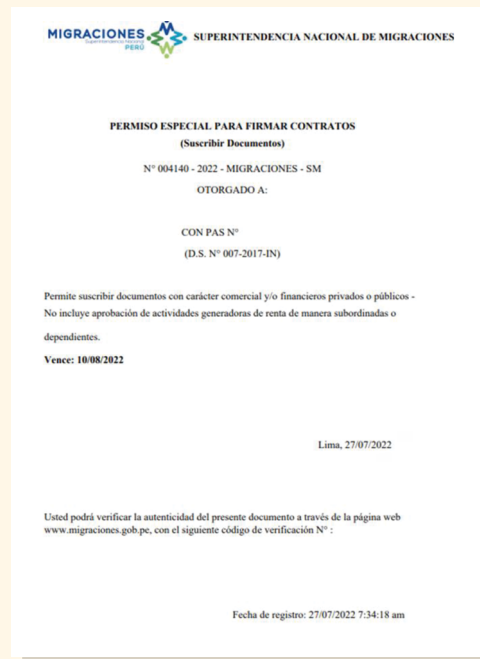 MIGRACIONES
Superintendencia Nacional
PERÚ
SUPERINTENDENCIA NACIONAL DE MIGRACIONES
PERMISO ESPECIAL PARA FIRMAR CONTRATOS
(Suscribir Documentos)
N° 004140 - 2022 - MIGRACIONES - SM
OTORGADO A:
CON PAS N°
(D.S. N° 007-2017-IN)
Permite suscribir documentos con carácter comercial y/o financieros privados o públicos -
No incluye aprobación de actividades generadoras de renta de manera subordinadas o
dependientes.
Vence: 10/08/2022
Lima, 27/07/2022
Usted podrá verificar la autenticidad del presente documento a través de la página web
www.migraciones.gob.pe, con el siguiente código de verificación N° :
Fecha de registro: 27/07/2022 7:34:18 am